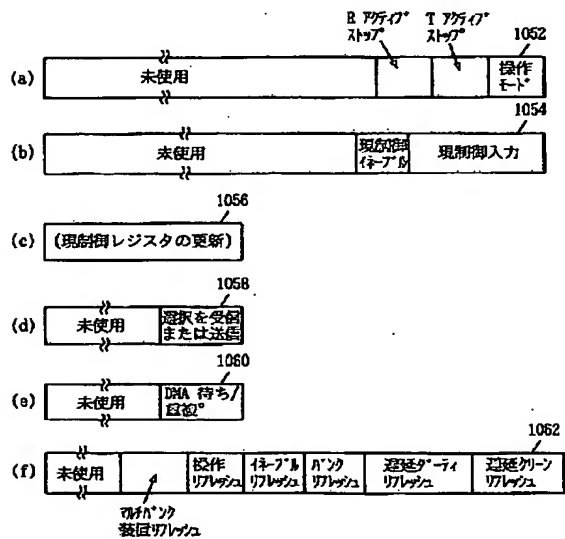 R アクティブ ストップ
T アクティブ ストップ
1052
(a) 未使用 操作 モード
1054
(b) 未使用 現制御 イネーブル 現制御入力
1056
(c) (現制御レジスタの更新)
1058
(d) 未使用 選択を受信 または送信
1060
(e) 未使用 DMA 待ち/
1062
(f) 未使用 操作 リフレッシュ イネーブル リフレッシュ バンク リフレッシュ 遅延ダーティ リフレッシュ 遅延クリーン リフレッシュ
マルチバンク
装置リフレッシュ